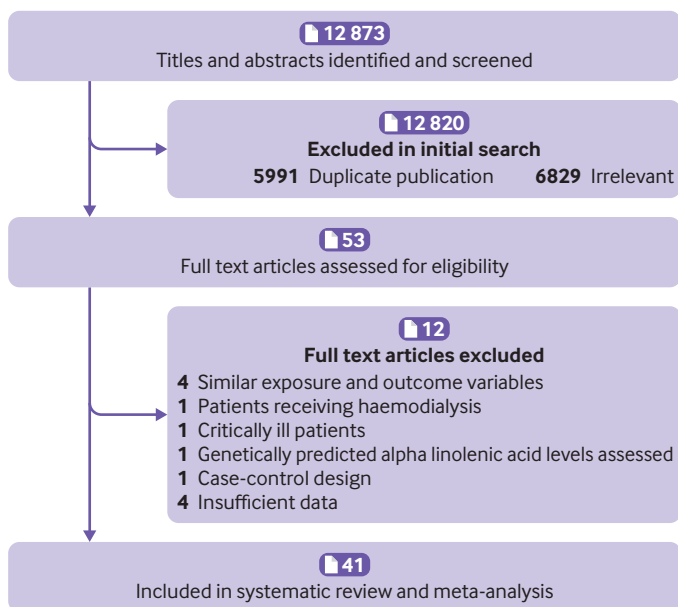 12 873
Titles and abstracts identified and screened
12 820
Excluded in initial search
5991 Duplicate publication 6829 Irrelevant
53
Full text articles assessed for eligibility
12
Full text articles excluded
4 Similar exposure and outcome variables
1 Patients receiving haemodialysis
1 Critically ill patients
1 Genetically predicted alpha linolenic acid levels assessed
1 Case-control design
4 Insufficient data
41
Included in systematic review and meta-analysis